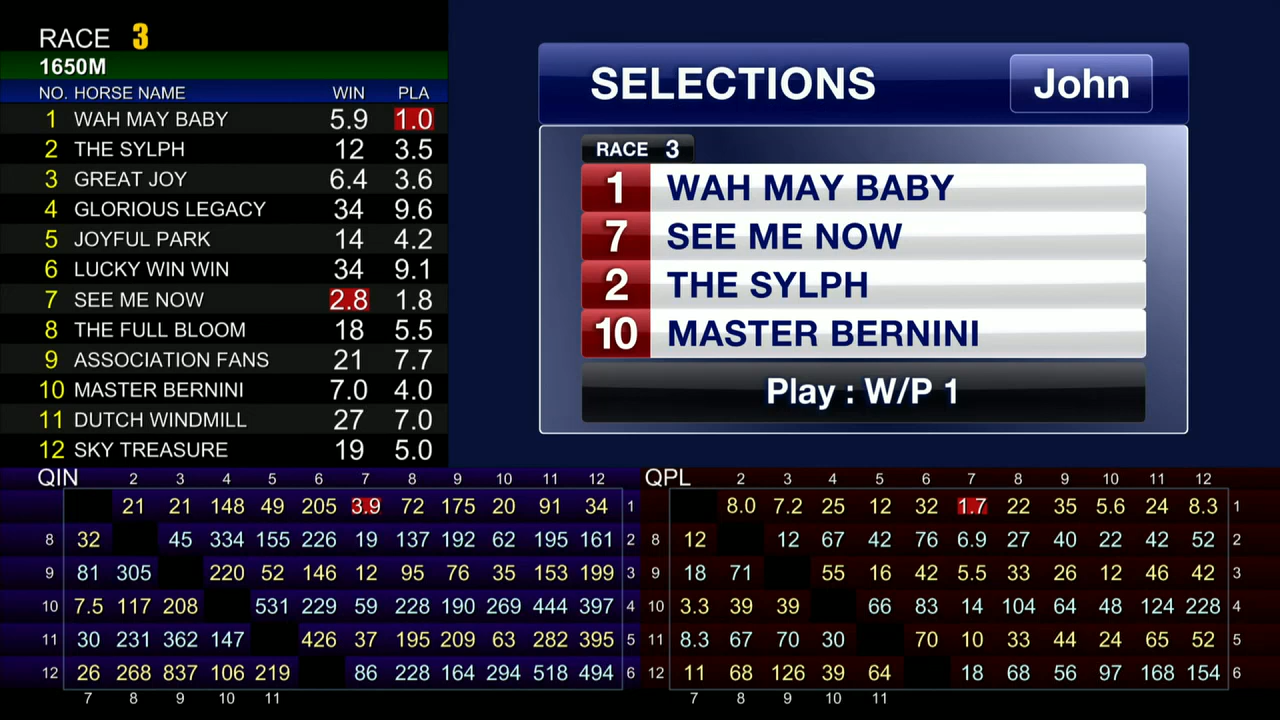 RACE 3
1650M
NO. HORSE NAME WIN PLA
1 WAH MAY BABY 5.9 1.0
2 THE SYLPH 12 3.5
3 GREAT JOY 6.4 3.6
4 GLORIOUS LEGACY 34 9.6
5 JOYFUL PARK 14 4.2
6 LUCKY WIN WIN 34 9.1
7 SEE ME NOW 2.8 1.8
8 THE FULL BLOOM 18 5.5
9 ASSOCIATION FANS 21 7.7
10 MASTER BERNINI 7.0 4.0
11 DUTCH WINDMILL 27 7.0
12 SKY TREASURE 19 5.0
SELECTIONS John
RACE 3
1 WAH MAY BABY
7 SEE ME NOW
2 THE SYLPH
10 MASTER BERNINI
Play : W/P 1
QIN 2 3 4 5 6 7 8 9 10 11 12
21 21 148 49 205 3.9 72 175 20 91 34 1
8 32 45 334 155 226 19 137 192 62 195 161 2
9 81 305 220 52 146 12 95 76 35 153 199 3
10 7.5 117 208 531 229 59 228 190 269 444 397 4
11 30 231 362 147 426 37 195 209 63 282 395 5
12 26 268 837 106 219 86 228 164 294 518 494 6
7 8 9 10 11
QPL 2 3 4 5 6 7 8 9 10 11 12
8.0 7.2 25 12 32 1.7 22 35 5.6 24 8.3 1
8 12 12 67 42 76 6.9 27 40 22 42 52 2
9 18 71 55 16 42 5.5 33 26 12 46 42 3
10 3.3 39 39 66 83 14 104 64 48 124 228 4
11 8.3 67 70 30 70 10 33 44 24 65 52 5
12 11 68 126 39 64 18 68 56 97 168 154 6
7 8 9 10 11